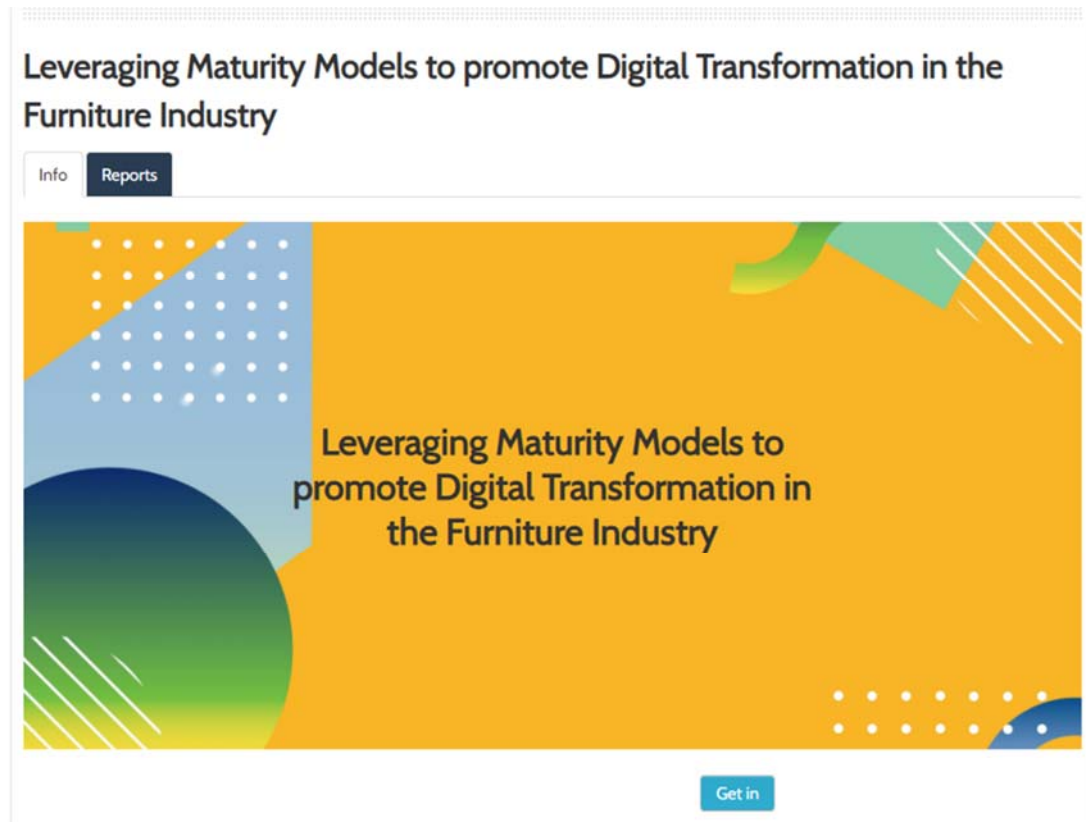 Leveraging Maturity Models to promote Digital Transformation in the
Furniture Industry
Info
Reports
Leveraging Maturity Models to
promote Digital Transformation in
the Furniture Industry
Get in